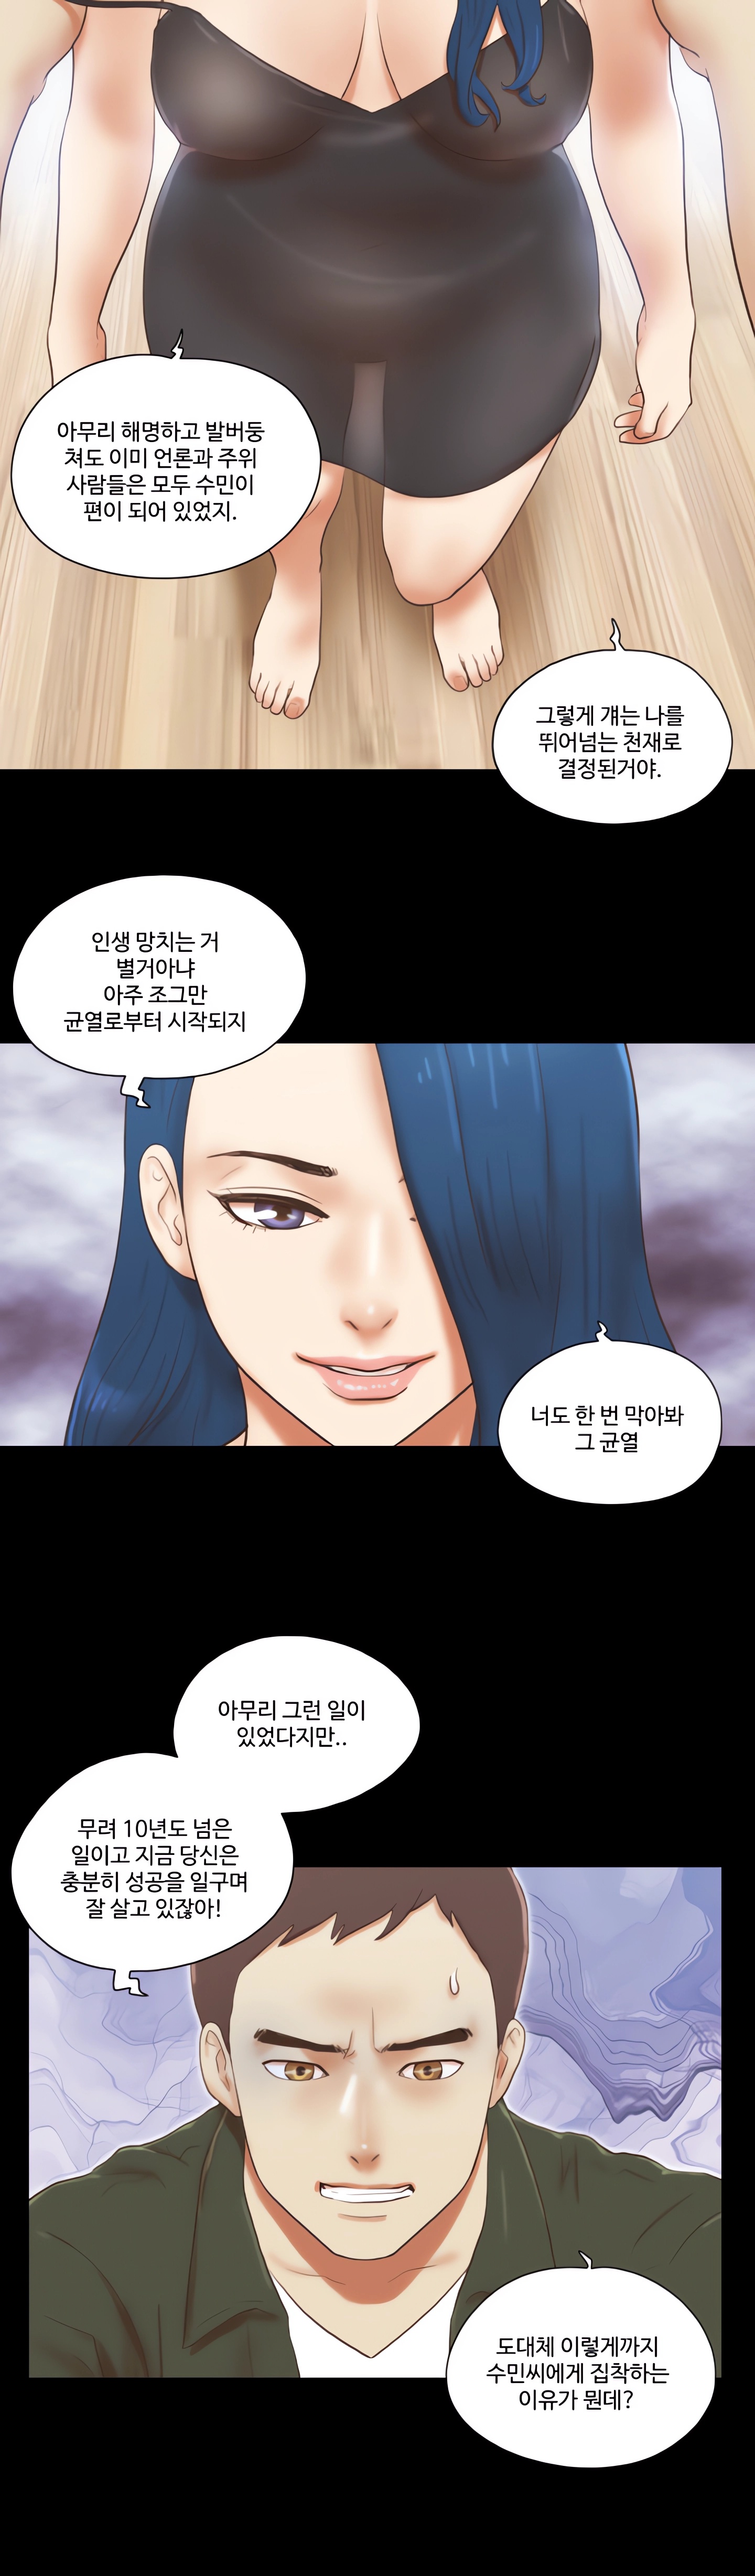 아무리 해명하고 발버둥
쳐도 이미 언론과 주위
사람들은 모두 수민이
편이 되어 있었지.
그렇게 걔는 나를
뛰어넘는 천재로
결정된거야.
인생 망치는 거
별거아냐
아주 조그만
균열로부터 시작되지
너도 한 번 막아봐
그 균열
아무리 그런 일이
있었다지만..
무려 10년도 넘은
일이고 지금 당신은
충분히 성공을 일구며
잘 살고 있잖아!
도대체 이렇게까지
수민씨에게 집착하는
이유가 뭔데?